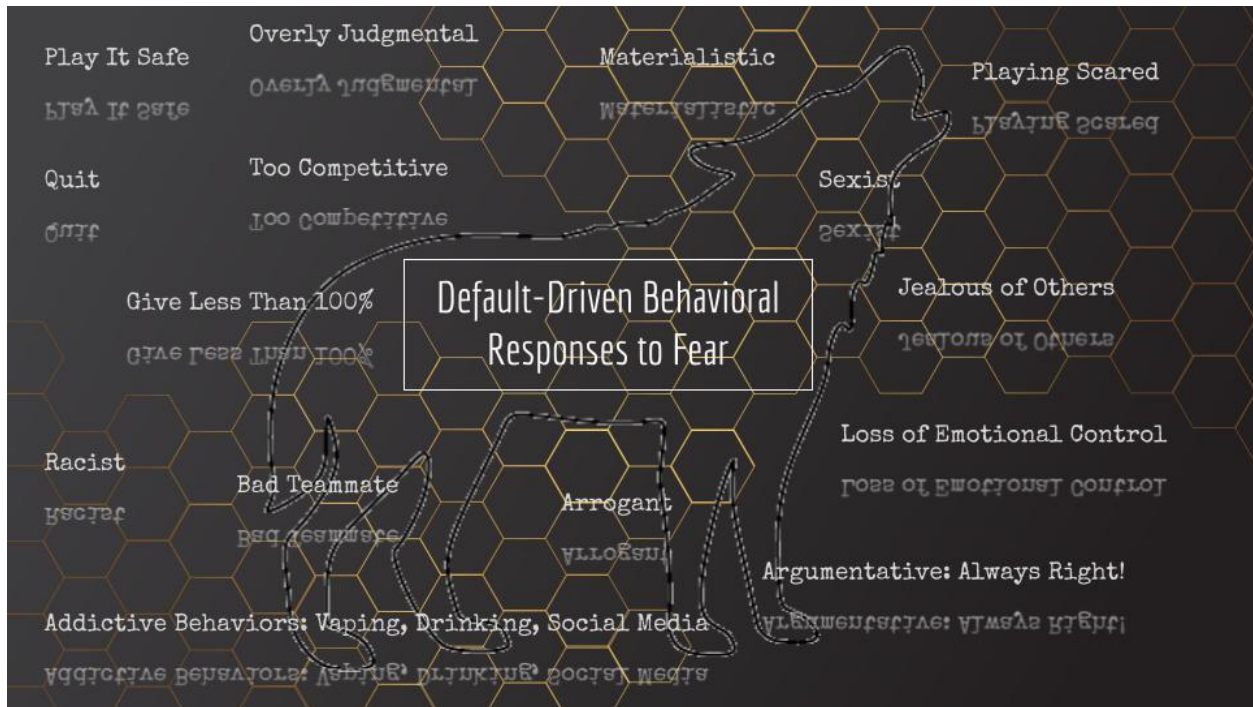 Play It Safe
Overly Judgmental
Materialistic
Playing Scared
Quit
Too Competitive
Sexist
Give Less Than 100%
Default-Driven Behavioral
Responses to Fear
Jealous of Others
Loss of Emotional Control
Racist
Bad Teammate
Arrogant
Argumentative: Always Right!
Addictive Behaviors: Vaping, Drinking, Social Media